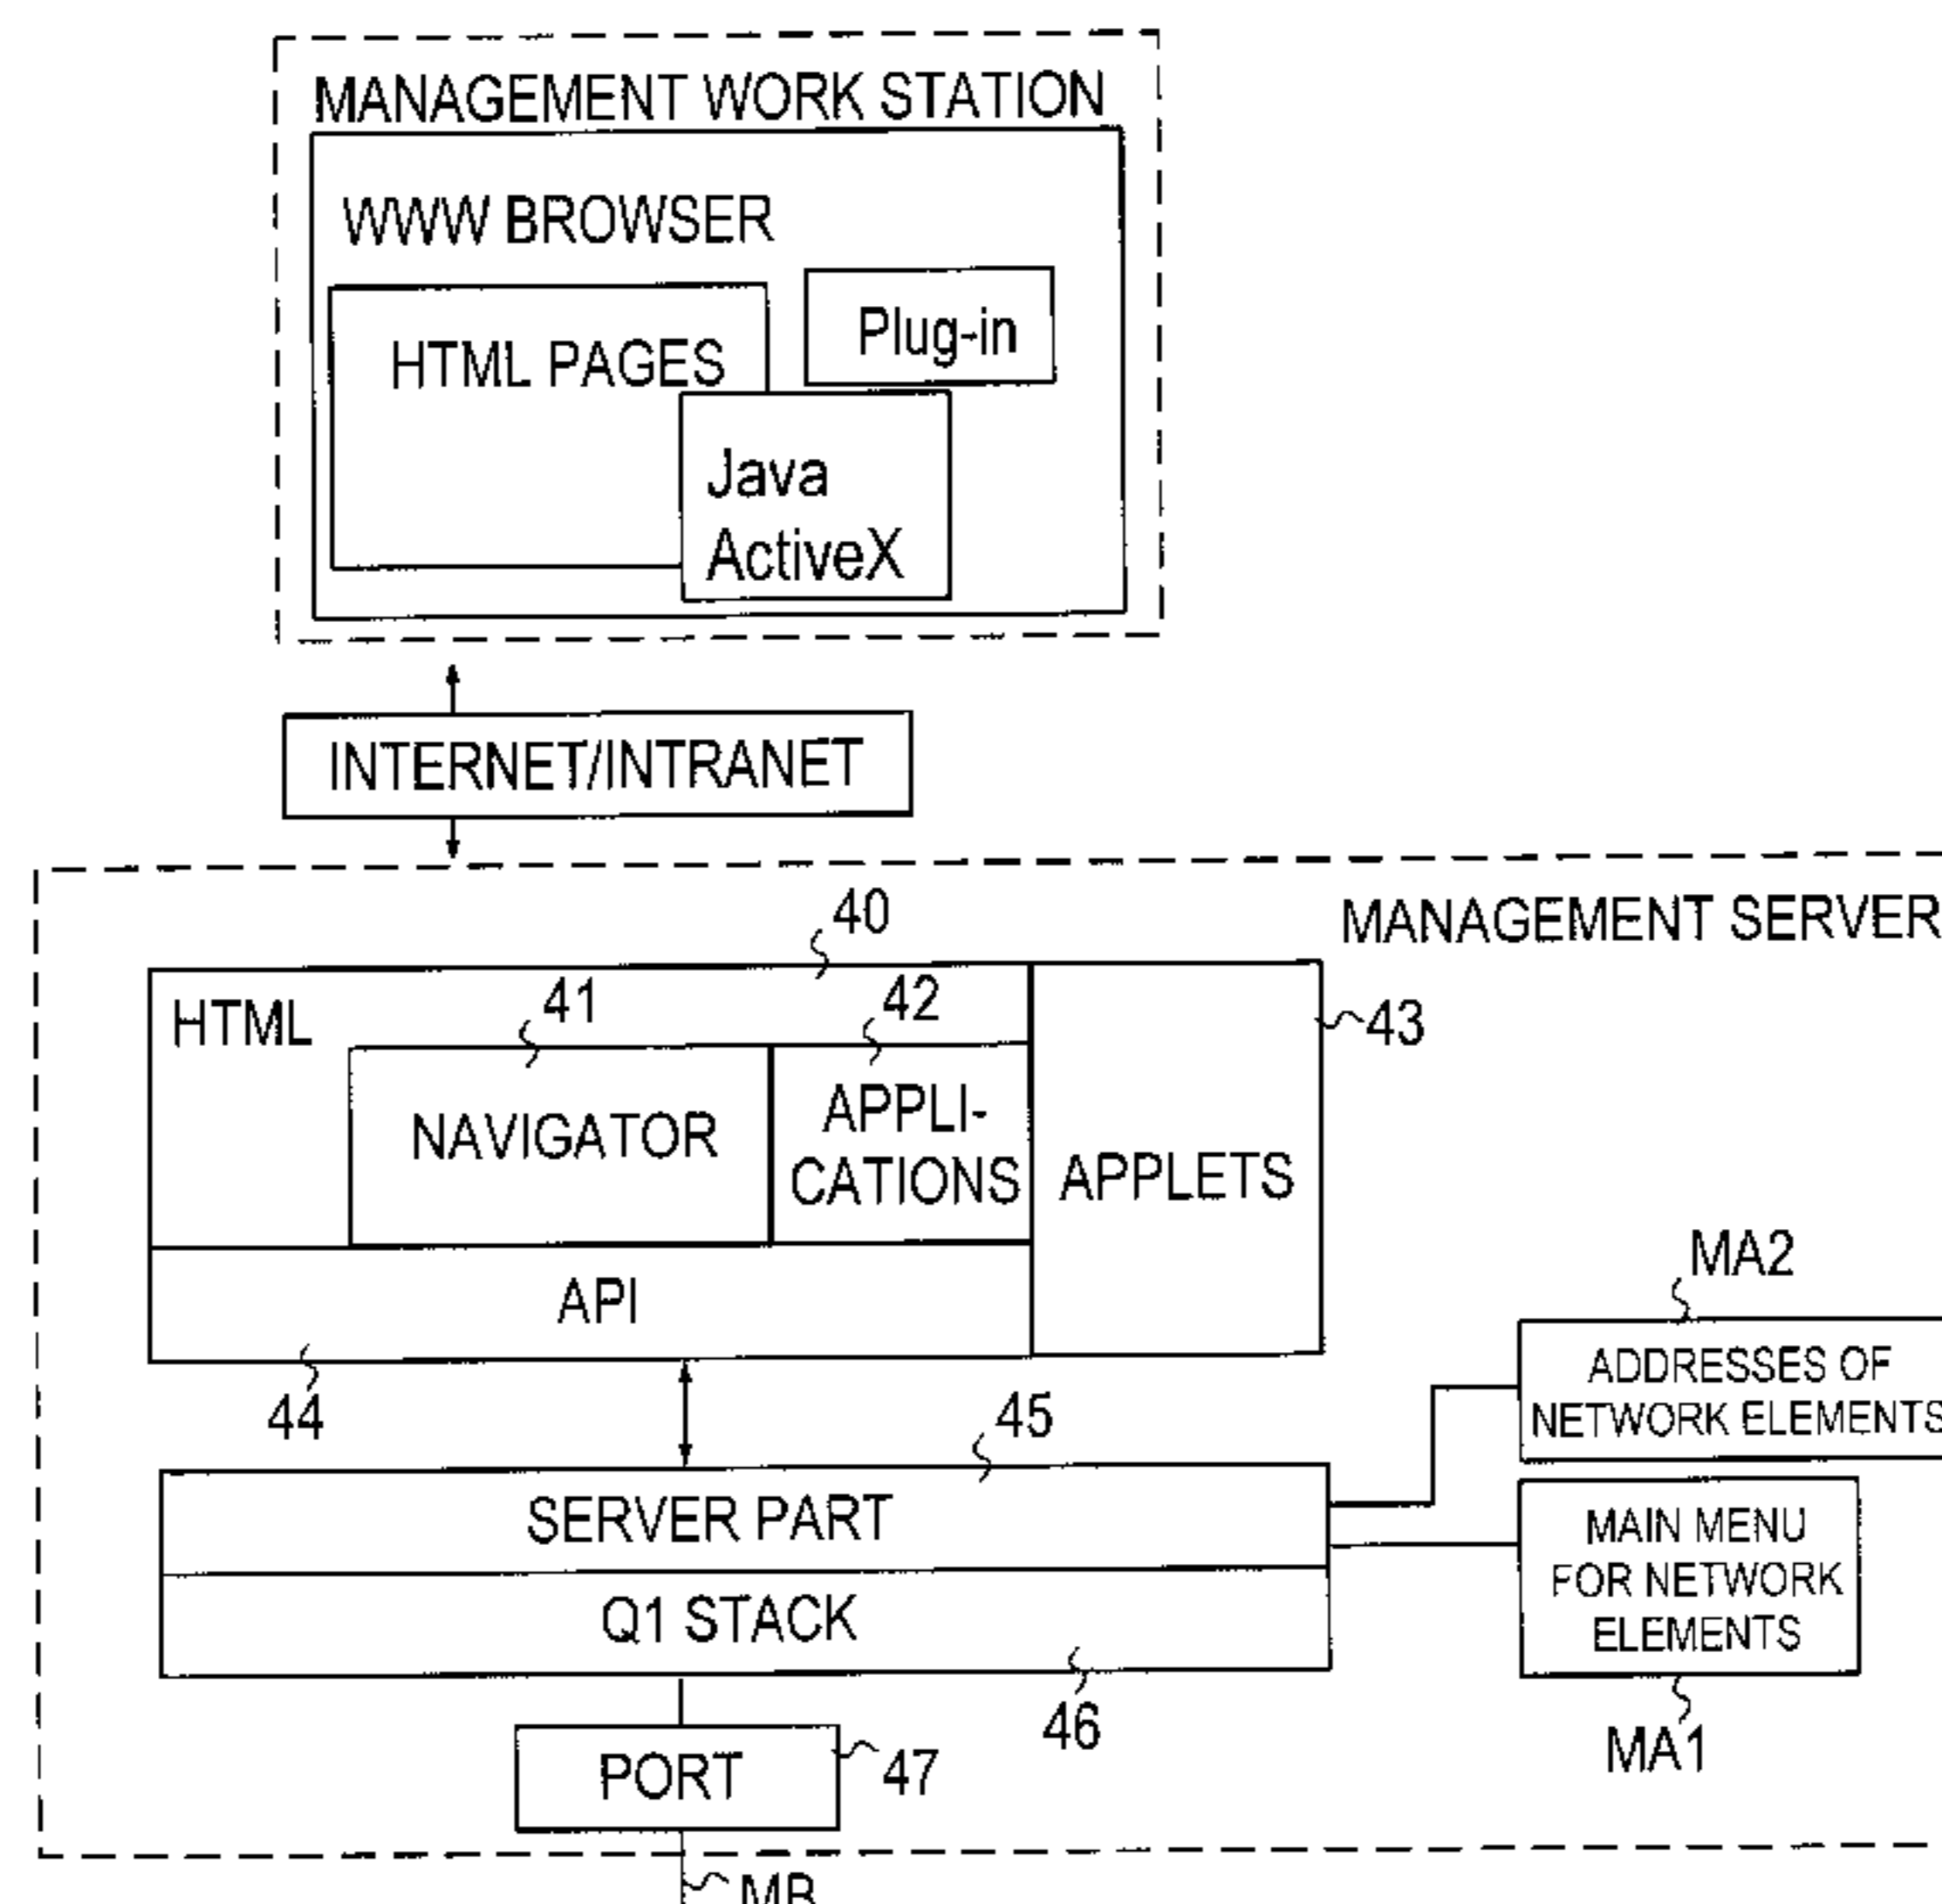 MANAGEMENT WORK STATION
WWW BROWSER
HTML PAGES
Plug-in
Java
ActiveX
INTERNET/INTRANET
MANAGEMENT SERVER
40
HTML
41
42
43
NAVIGATOR
APPLI-
CATIONS
APPLETS
API
44
MA2
ADDRESSES OF
NETWORK ELEMENTS
45
SERVER PART
Q1 STACK
46
MAIN MENU
FOR NETWORK
ELEMENTS
MA1
PORT
47
MB